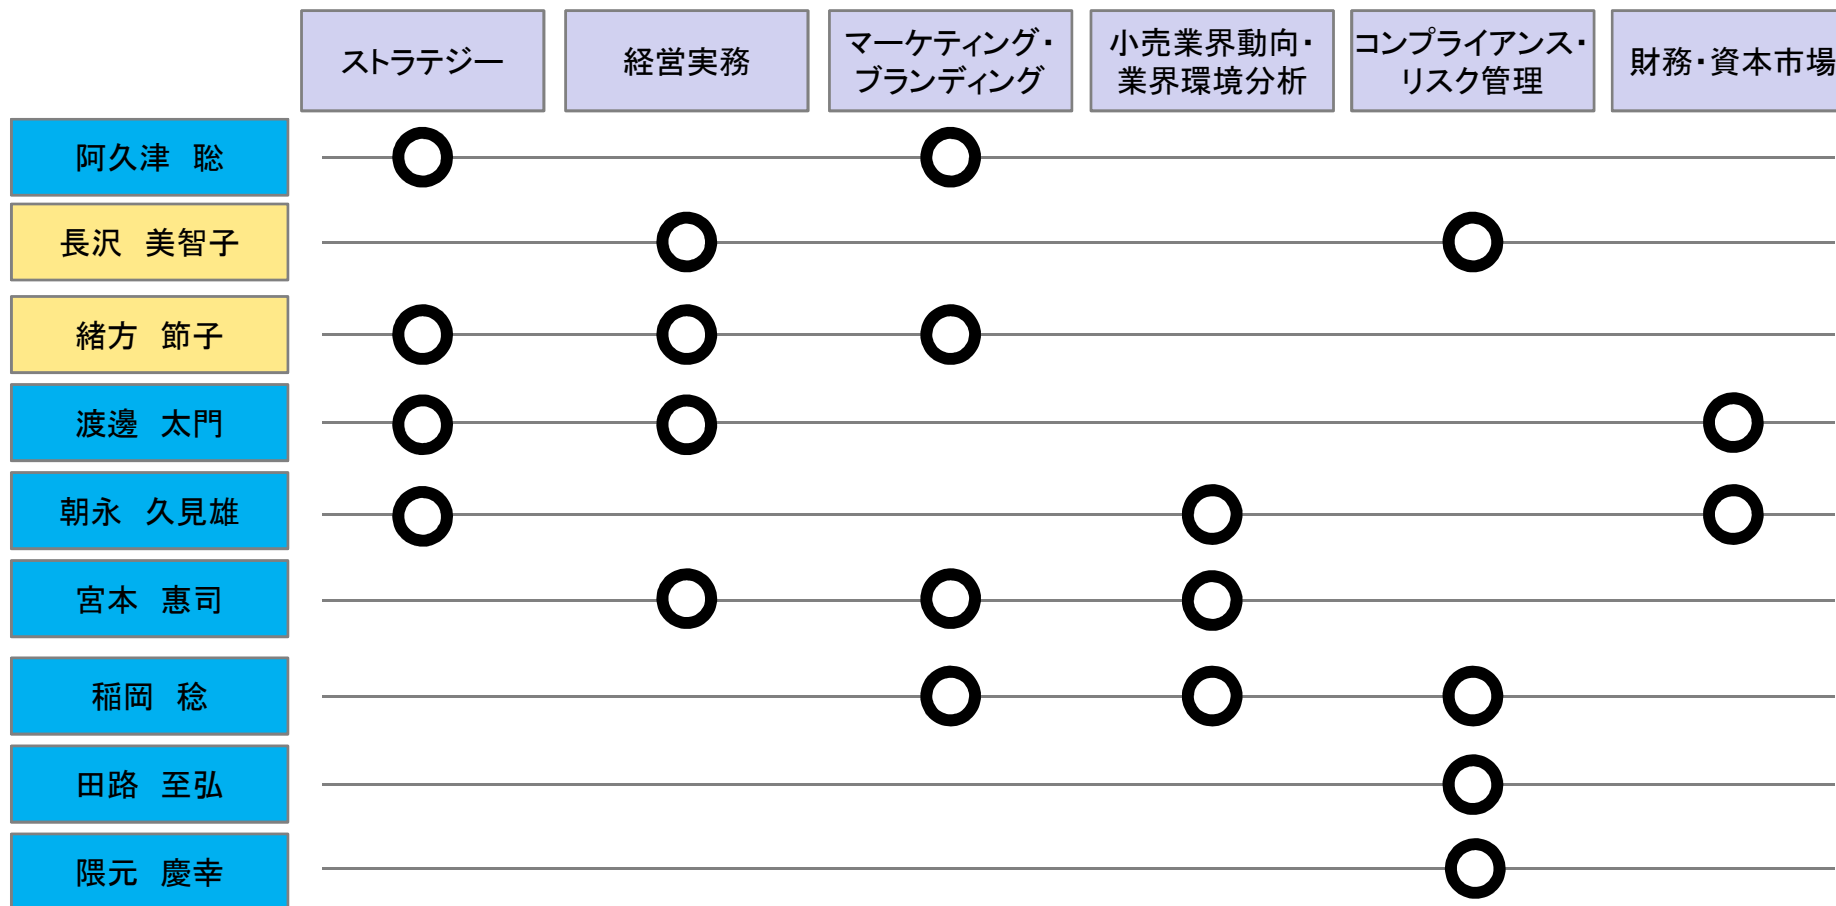 ストラテジー
経営実務
マーケティング・
ブランディング
小売業界動向・
業界環境分析
コンプライアンス・
リスク管理
財務・資本市場
阿久津 聡
長沢 美智子
緒方 節子
渡邊 太門
朝永 久見雄
宮本 惠司
稲岡 稔
田路 至弘
隈元 慶幸